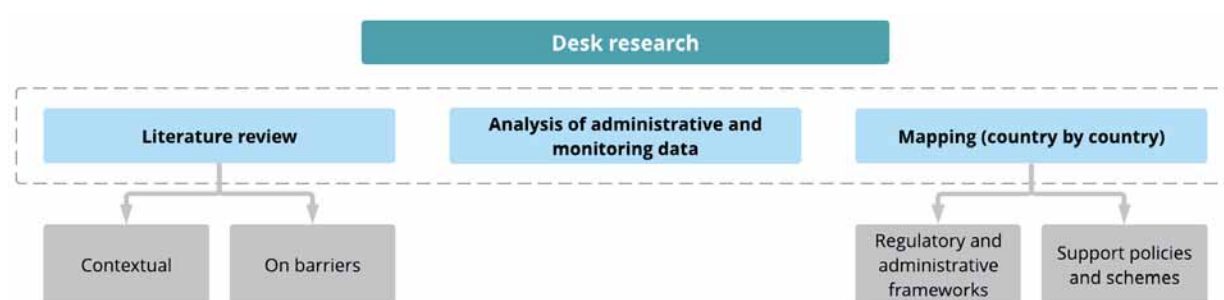 Desk research
Literature review
Analysis of administrative and
monitoring data
Mapping (country by country)
Contextual
On barriers
Regulatory and
administrative
frameworks
Support policies
and schemes